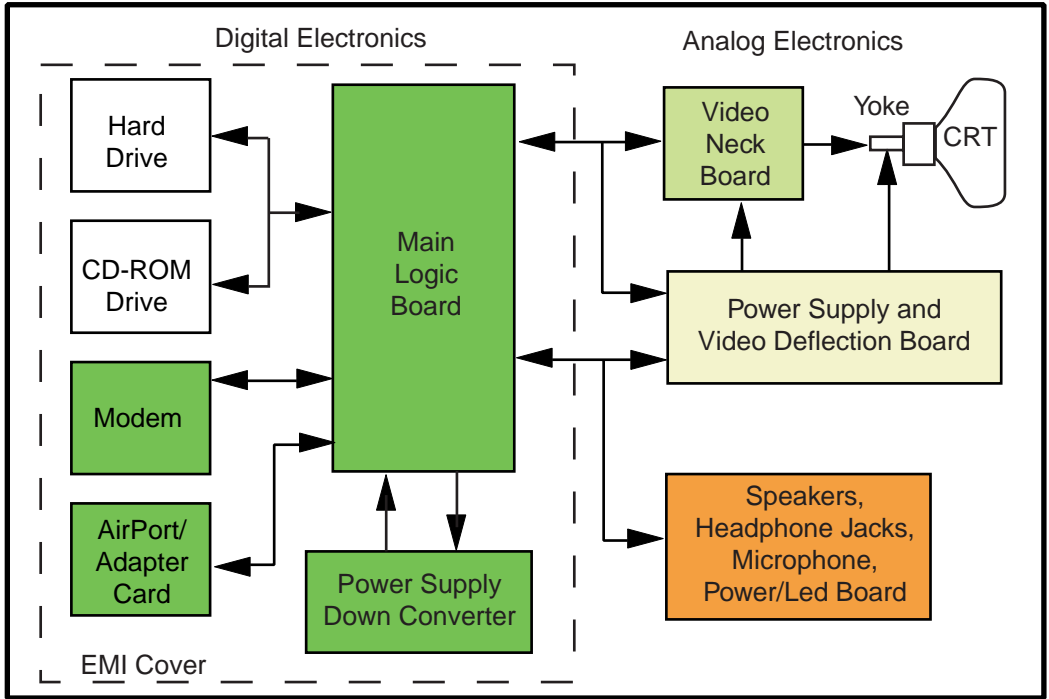 Digital Electronics
Analog Electronics
Hard
Drive
CD-ROM
Drive
Modem
AirPort/
Adapter
Card
Main
Logic
Board
Power Supply
Down Converter
EMI Cover
Video
Neck
Board
Yoke
CRT
Power Supply and
Video Deflection Board
Speakers,
Headphone Jacks,
Microphone,
Power/Led Board